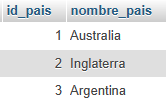 id_pais nombre_pais
1 Australia
2 Inglaterra
3 Argentina